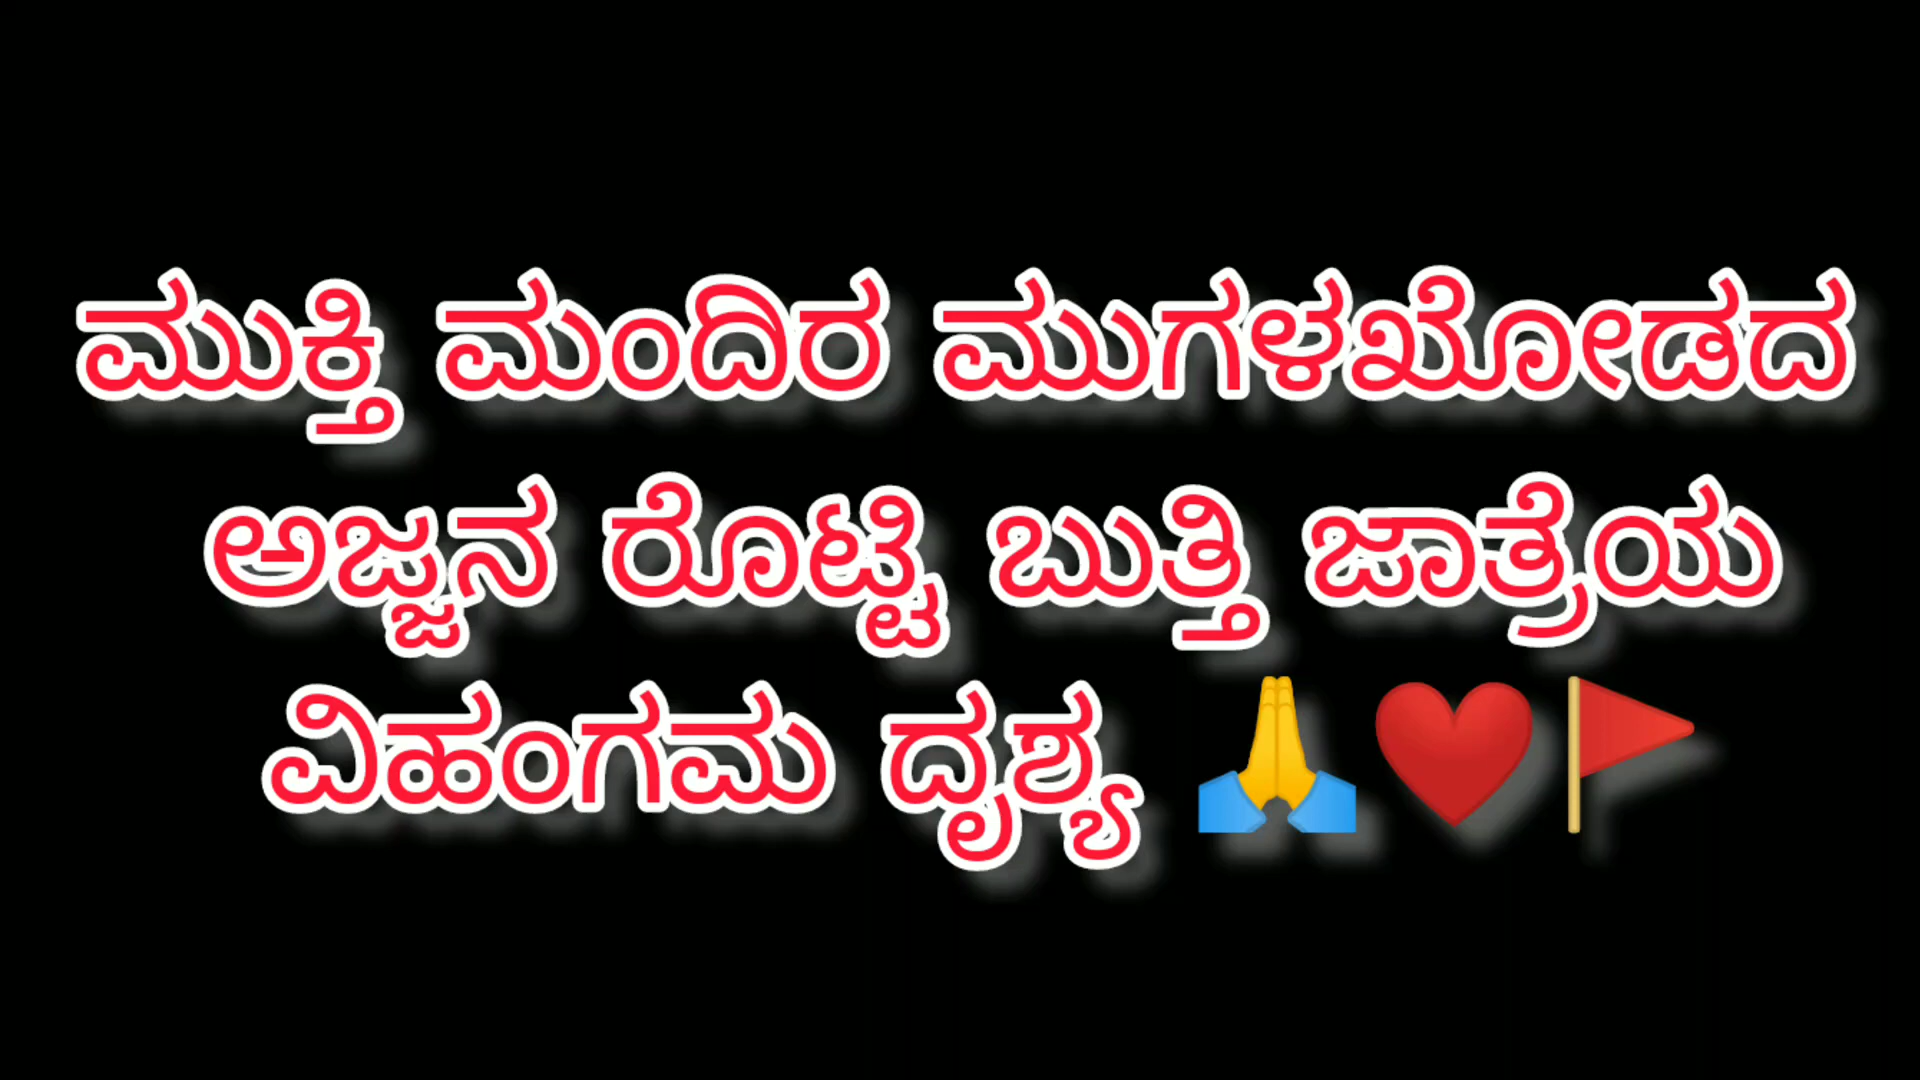 ಮುಕ್ತಿ ಮಂದಿರ ಮುಗಳಖೋಡದ
ಅಜ್ಜನ ರೊಟ್ಟಿ ಬುತ್ತಿ ಜಾತ್ರೆಯ
ವಿಹಂಗಮ ದೃಶ್ಯ 🙏❤️🚩